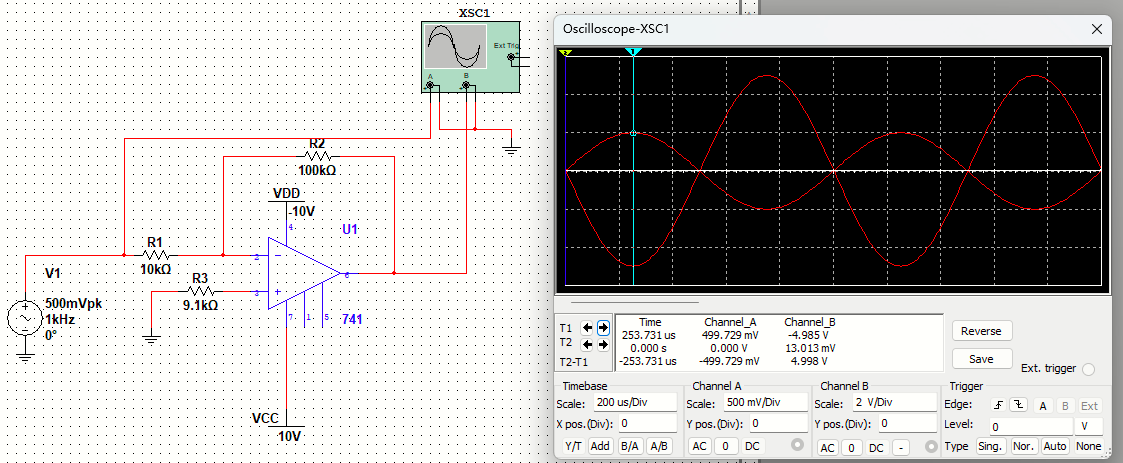 XSC1
Ext Trig
A
B
R2
100kΩ
VDD
-10V
4
U1
R1
10kΩ
2
6
R3
9.1kΩ
3
7
1
5
741
V1
500mVpk
1kHz
0°
VCC
10V
Oscilloscope-XSC1
1
Time
Channel_A
Channel_B
T1
253.731 us
499.729 mV
-4.985 V
T2
0.000 s
0.000 V
13.013 mV
T2-T1
-253.731 us
-499.729 mV
4.998 V
Reverse
Save
Ext. trigger
Timebase
Scale: 200 us/Div
X pos.(Div): 0
Y/T Add B/A A/B
Channel A
Scale: 500 mV/Div
Y pos.(Div): 0
AC 0 DC
Channel B
Scale: 2 V/Div
Y pos.(Div): 0
AC 0 DC -
Trigger
Edge: A B Ext
Level: 0 V
Type Sing. Nor. Auto None